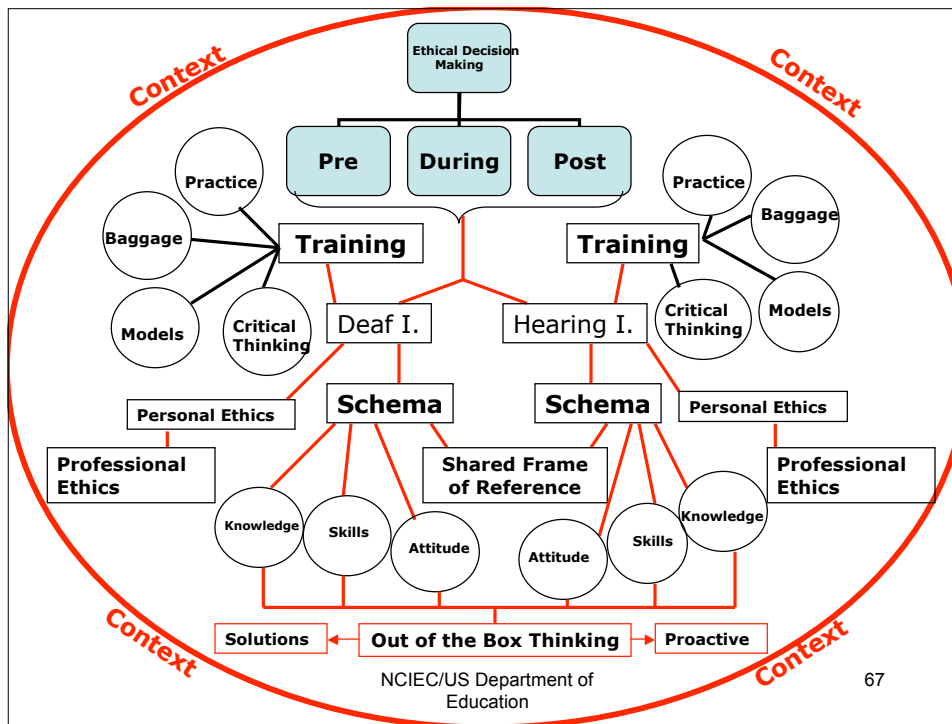 Ethical Decision
Making
Context
Context
Pre
During
Post
Practice
Practice
Baggage
Baggage
Training
Training
Models
Critical
Thinking
Critical
Thinking
Models
Deaf I.
Hearing I.
Schema
Schema
Personal Ethics
Personal Ethics
Professional
Ethics
Shared Frame
of Reference
Professional
Ethics
Knowledge
Skills
Attitude
Attitude
Skills
Knowledge
Context
Context
Solutions
Out of the Box Thinking
Proactive
NCIEC/US Department of
Education
67